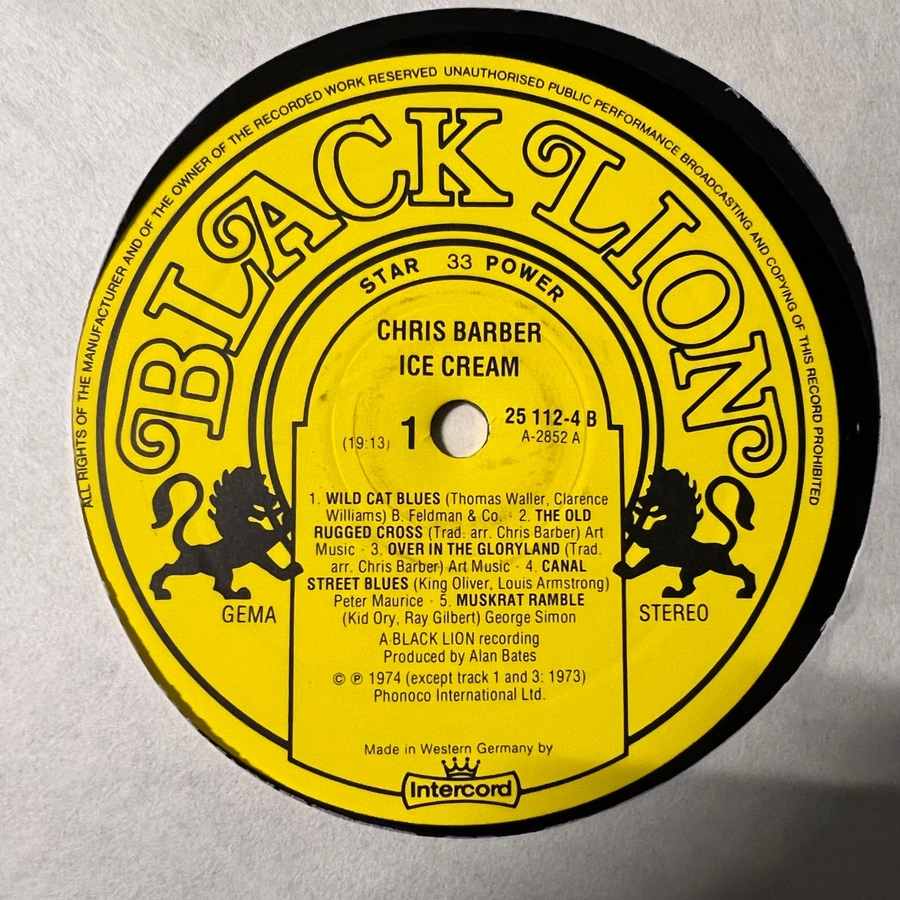 ALL RIGHTS OF THE MANUFACTURER AND OF THE OWNER OF THE RECORDED WORK RESERVED UNAUTHORISED PUBLIC PERFORMANCE BROADCASTING AND COPYING OF THIS RECORD PROHIBITED
BLACK LION
STAR 33 POWER
CHRIS BARBER
ICE CREAM
(19:13) 1 25 112-4 B
A-2852 A
1. WILD CAT BLUES (Thomas Waller, Clarence
Williams) B. Feldman & Co. · 2. THE OLD
RUGGED CROSS (Trad. arr. Chris Barber) Art
Music · 3. OVER IN THE GLORYLAND (Trad.
arr. Chris Barber) Art Music · 4. CANAL
STREET BLUES (King Oliver, Louis Armstrong)
Peter Maurice · 5. MUSKRAT RAMBLE
(Kid Ory, Ray Gilbert) George Simon
GEMA
STEREO
A BLACK LION recording
Produced by Alan Bates
© ℗ 1974 (except track 1 and 3: 1973)
Phonoco International Ltd.
Made in Western Germany by
Intercord